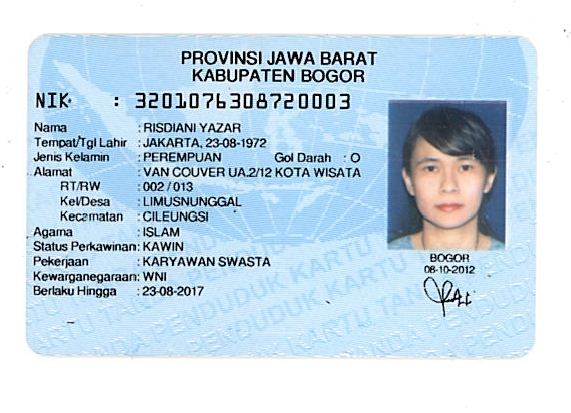 PROVINSI JAWA BARAT
KABUPATEN BOGOR
NIK : 3201076308720003
Nama : RISDIANI YAZAR
Tempat/Tgl Lahir : JAKARTA, 23-08-1972
Jenis Kelamin : PEREMPUAN Gol Darah : O
Alamat : VAN COUVER UA.2/12 KOTA WISATA
RT/RW : 002 / 013
Kel/Desa : LIMUSNUNGGAL
Kecamatan : CILEUNGSI
Agama : ISLAM
Status Perkawinan: KAWIN
Pekerjaan : KARYAWAN SWASTA
Kewarganegaraan: WNI
Berlaku Hingga : 23-08-2017
BOGOR
08-10-2012